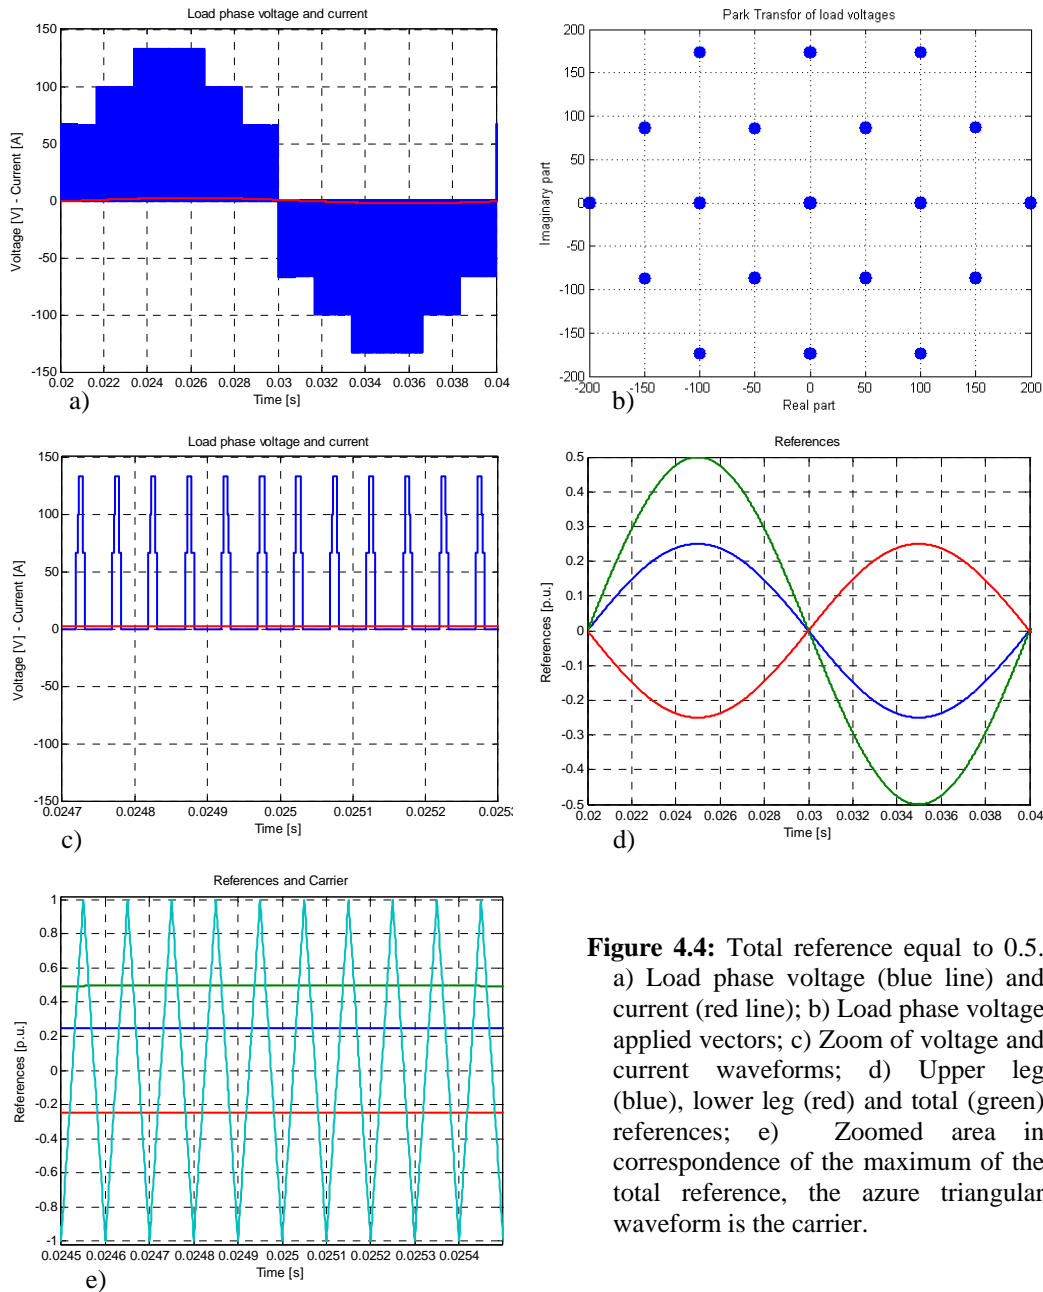 Load phase voltage and current
150
100
50
0
-50
-100
-150
Voltage [V] - Current [A]
0.02 0.022 0.024 0.026 0.028 0.03 0.032 0.034 0.036 0.038 0.04
Time [s]
a)
Park Transfor of load voltages
200
150
100
50
0
-50
-100
-150
-200
Imaginary part
-200 -150 -100 -50 0 50 100 150 200
Real part
b)
Load phase voltage and current
150
100
50
0
-50
-100
-150
Voltage [V] - Current [A]
0.0247 0.0248 0.0249 0.025 0.0251 0.0252 0.0253
Time [s]
c)
References
0.5
0.4
0.3
0.2
0.1
0
-0.1
-0.2
-0.3
-0.4
-0.5
References [p.u.]
0.02 0.022 0.024 0.026 0.028 0.03 0.032 0.034 0.036 0.038 0.04
Time [s]
d)
References and Carrier
1
0.8
0.6
0.4
0.2
0
-0.2
-0.4
-0.6
-0.8
-1
References [p.u.]
0.0245 0.0246 0.0247 0.0248 0.0249 0.025 0.0251 0.0252 0.0253 0.0254
Time [s]
e)
Figure 4.4: Total reference equal to 0.5.
a) Load phase voltage (blue line) and
current (red line); b) Load phase voltage
applied vectors; c) Zoom of voltage and
current waveforms; d) Upper leg
(blue), lower leg (red) and total (green)
references; e) Zoomed area in
correspondence of the maximum of the
total reference, the azure triangular
waveform is the carrier.